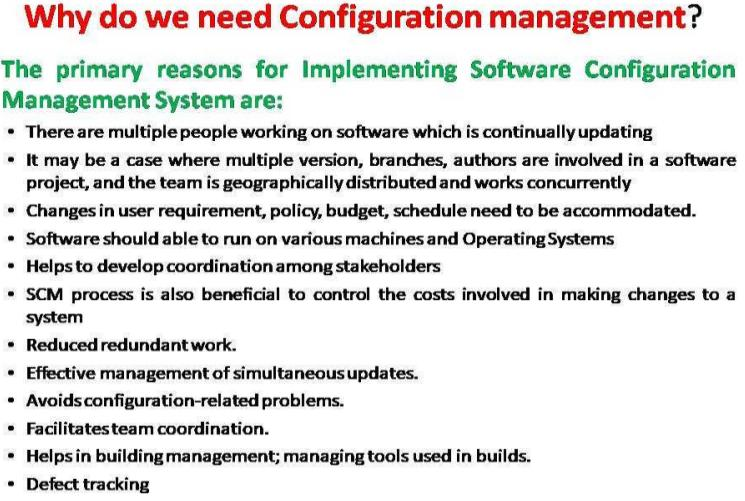 Why do we need Configuration management?
The primary reasons for Implementing Software Configuration
Management System are:
• There are multiple people working on software which is continually updating
• It may be a case where multiple version, branches, authors are involved in a software
project, and the team is geographically distributed and works concurrently
• Changes in user requirement, policy, budget, schedule need to be accommodated.
• Software should able to run on various machines and Operating Systems
• Helps to develop coordination among stakeholders
• SCM process is also beneficial to control the costs involved in making changes to a
system
• Reduced redundant work.
• Effective management of simultaneous updates.
• Avoids configuration-related problems.
• Facilitates team coordination.
• Helps in building management; managing tools used in builds.
• Defect tracking